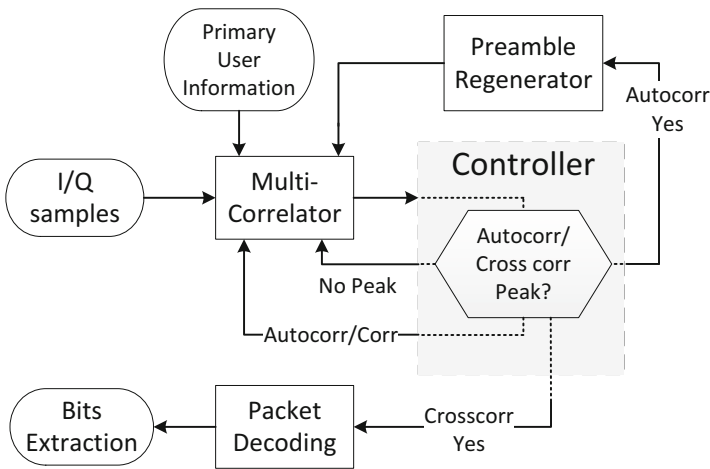 Primary
User
Information
Preamble
Regenerator
Autocorr
Yes
Controller
I/Q
samples
Multi-
Correlator
Autocorr/
Cross corr
Peak?
No Peak
Autocorr/Corr
Bits
Extraction
Packet
Decoding
Crosscorr
Yes